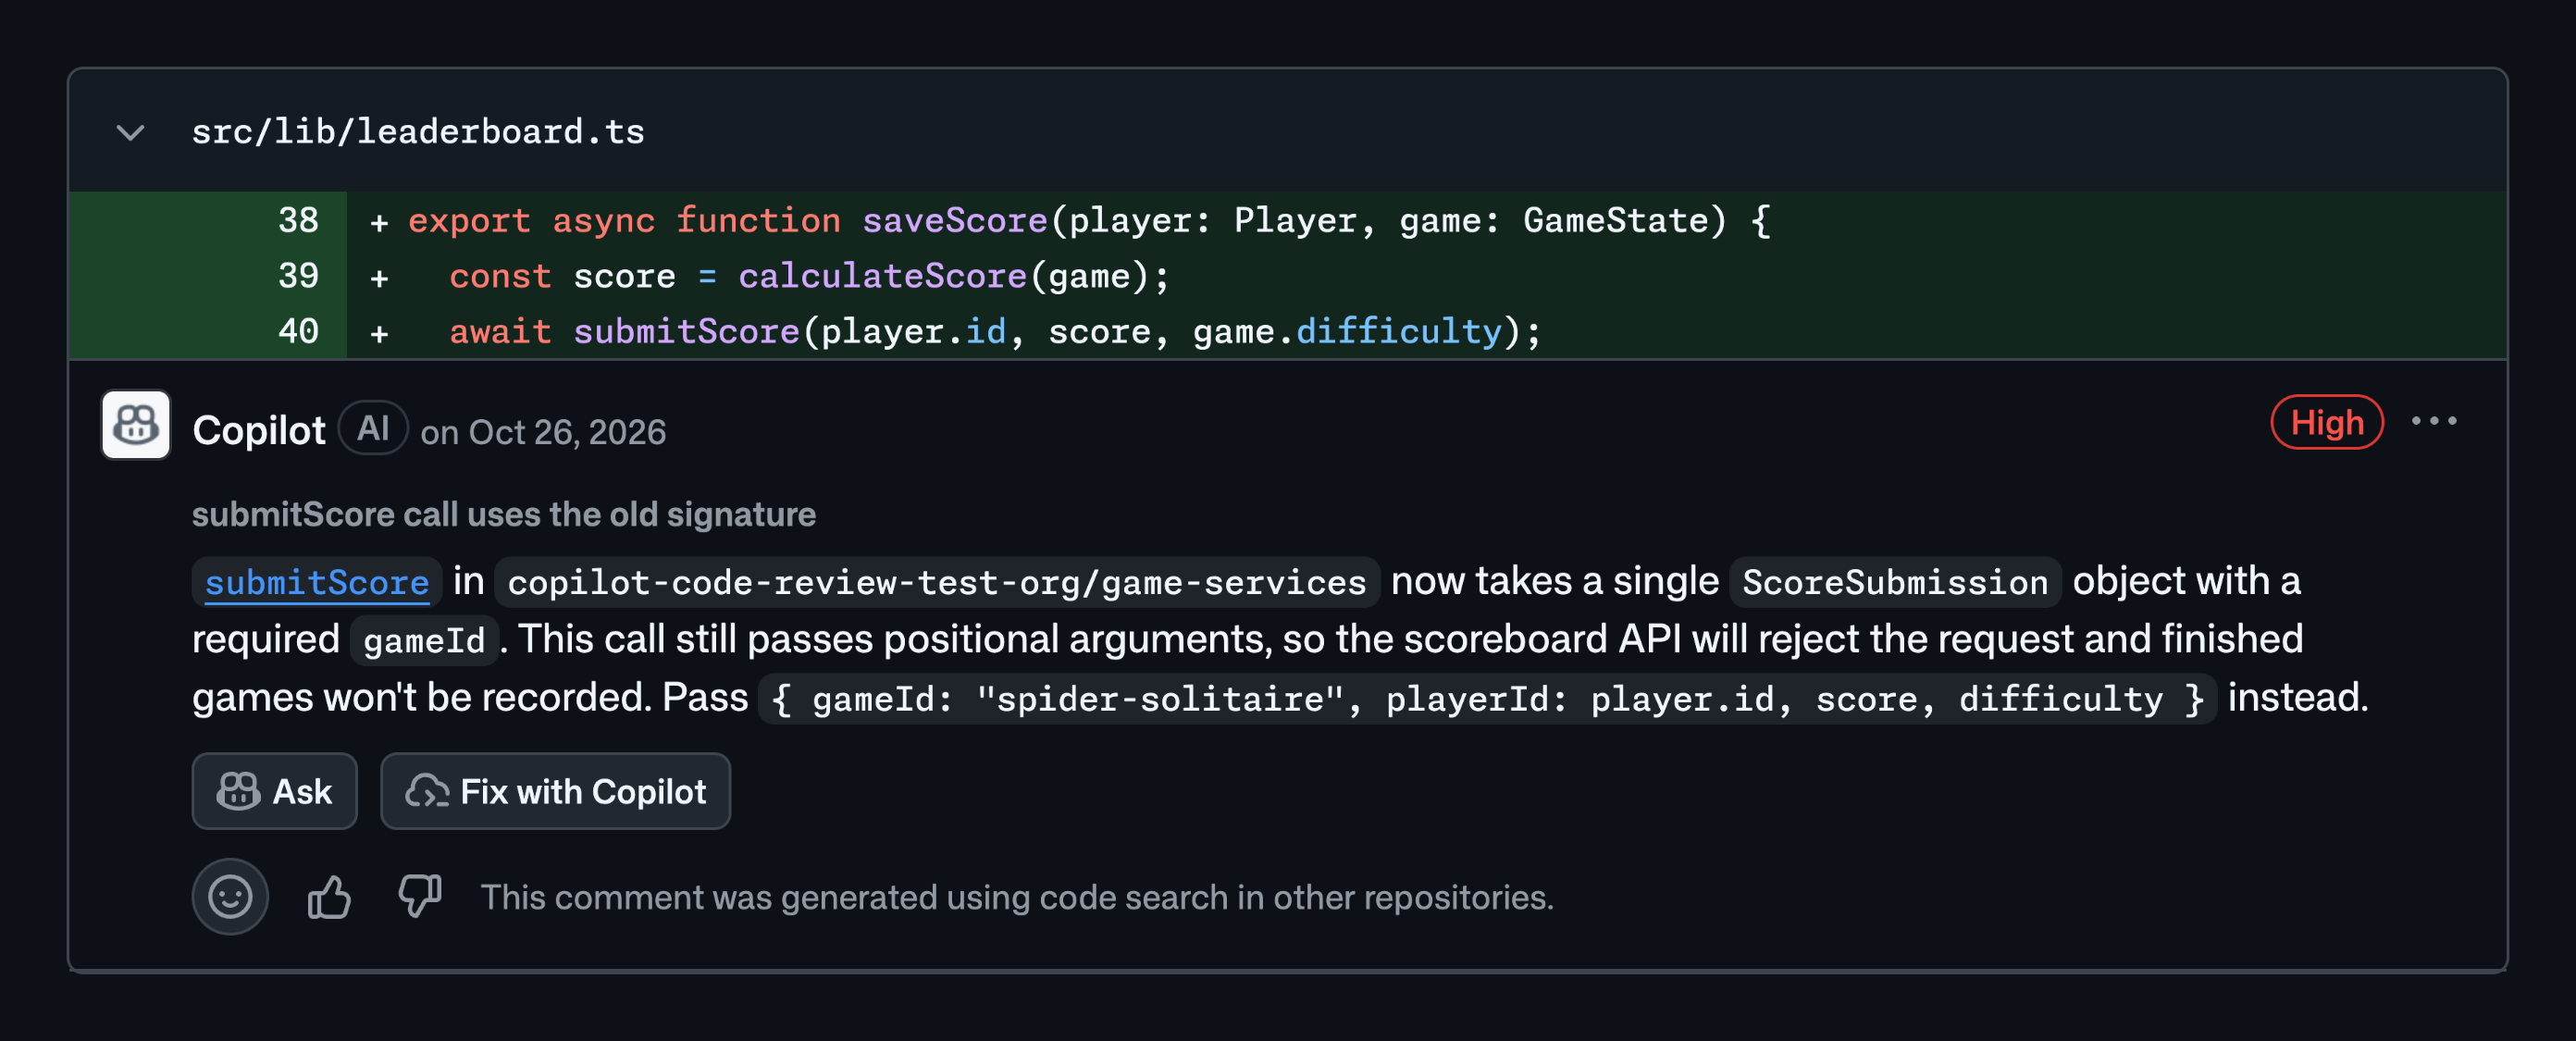 src/lib/leaderboard.ts
38 + export async function saveScore(player: Player, game: GameState) {
39 + const score = calculateScore(game);
40 + await submitScore(player.id, score, game.difficulty);
Copilot AI on Oct 26, 2026 High
submitScore call uses the old signature
submitScore in copilot-code-review-test-org/game-services now takes a single ScoreSubmission object with a
required gameId. This call still passes positional arguments, so the scoreboard API will reject the request and finished
games won't be recorded. Pass { gameId: "spider-solitaire", playerId: player.id, score, difficulty } instead.
Ask Fix with Copilot
This comment was generated using code search in other repositories.